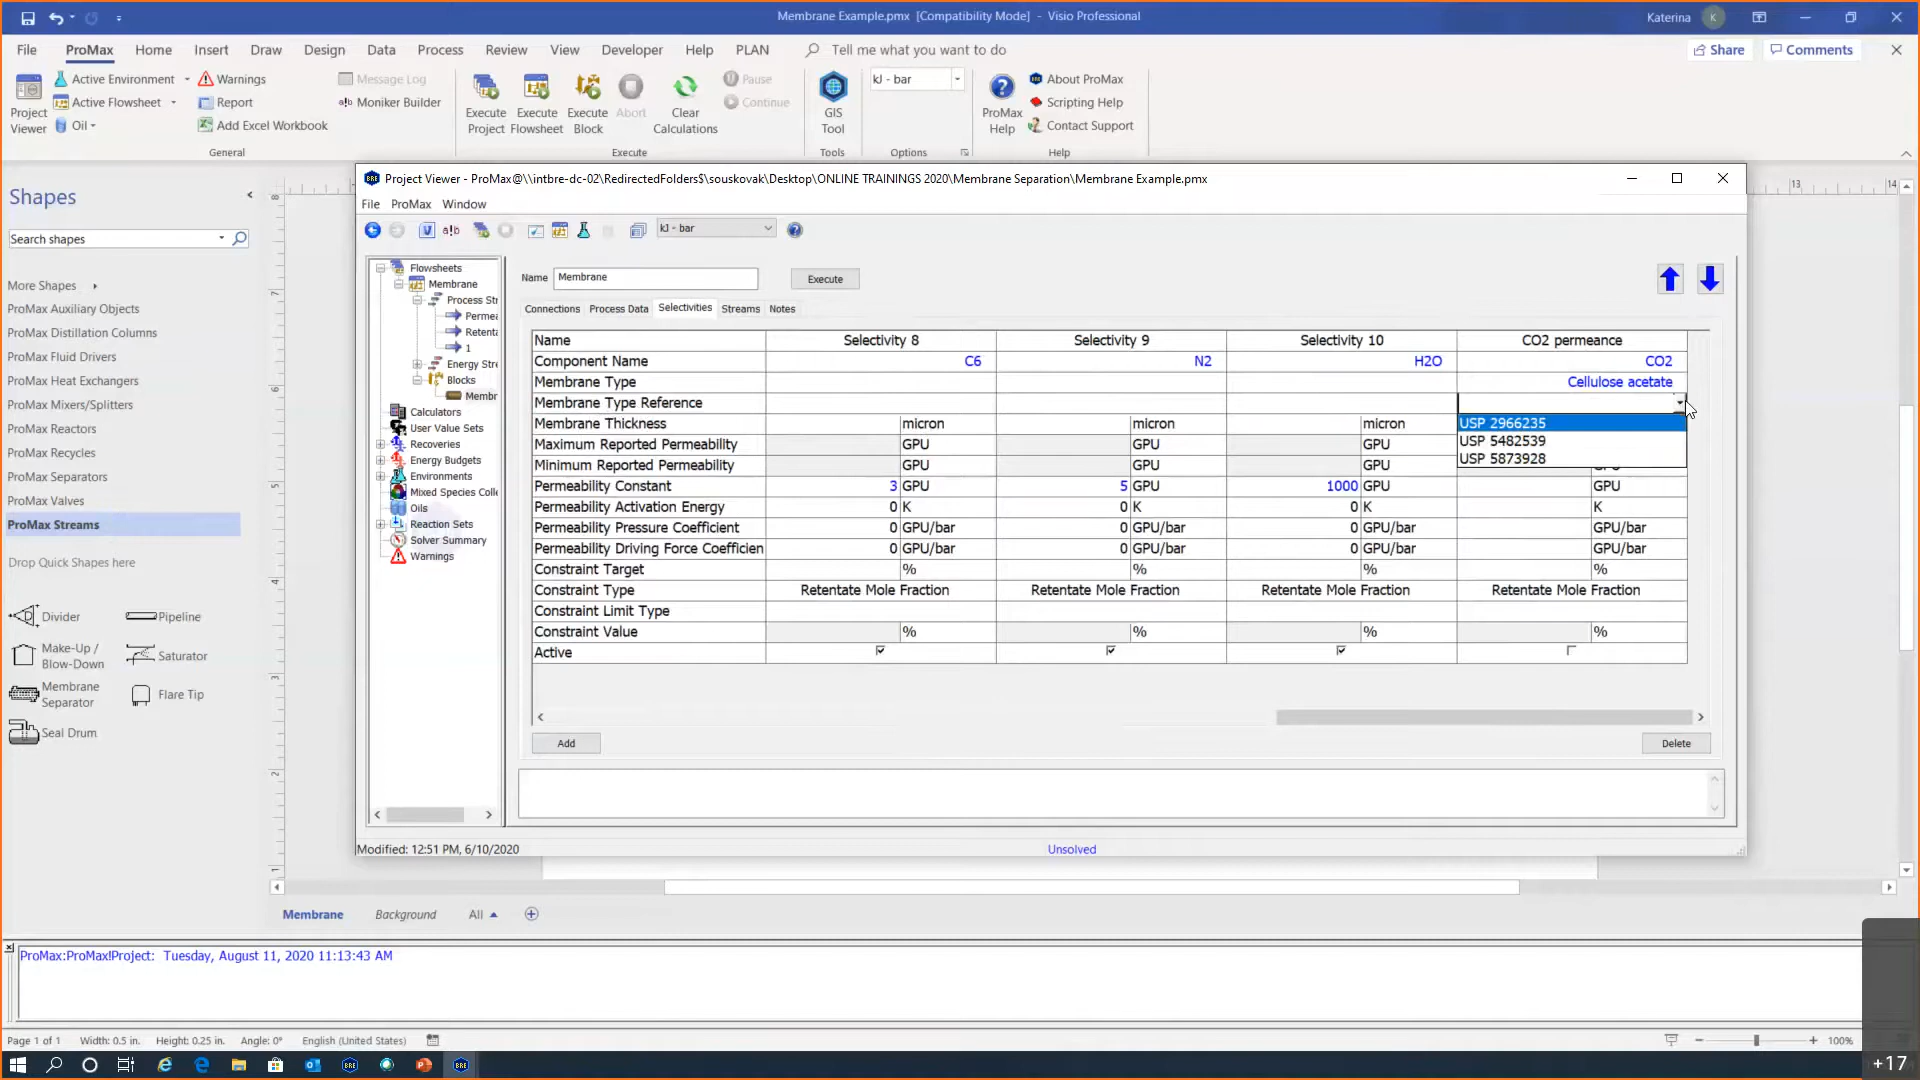 Membrane Example.pmx [Compatibility Mode] - Visio Professional
Katerina K
File ProMax Home Insert Draw Design Data Process Review View Developer Help PLAN Tell me what you want to do Share Comments
Project Viewer
Active Environment
Active Flowsheet
Oil
Warnings
Report
Add Excel Workbook
Message Log
a!b Moniker Builder
General
Execute Project
Execute Flowsheet
Execute Block
Abort
Clear Calculations
Pause
Continue
Execute
GIS Tool
Tools
kJ - bar
Options
ProMax Help
About ProMax
Scripting Help
Contact Support
Help
Shapes
Search shapes
More Shapes
ProMax Auxiliary Objects
ProMax Distillation Columns
ProMax Fluid Drivers
ProMax Heat Exchangers
ProMax Mixers/Splitters
ProMax Reactors
ProMax Recycles
ProMax Separators
ProMax Valves
ProMax Streams
Drop Quick Shapes here
Divider Pipeline
Make-Up / Blow-Down Saturator
Membrane Separator Flare Tip
Seal Drum
13 14
8
7
6
5
4
3
2
1
Project Viewer - ProMax@\\intbre-dc-02\RedirectedFolders$\souskovak\Desktop\ONLINE TRAININGS 2020\Membrane Separation\Membrane Example.pmx
File ProMax Window
a!b kJ - bar
Flowsheets
Membrane
Process Str
Permea
Retenta
1
Energy Stre
Blocks
Membr
Calculators
User Value Sets
Recoveries
Energy Budgets
Environments
Mixed Species Colle
Oils
Reaction Sets
Solver Summary
Warnings
Name Membrane Execute
Connections Process Data Selectivities Streams Notes
Name Selectivity 8 Selectivity 9 Selectivity 10 CO2 permeance
Component Name C6 N2 H2O CO2
Membrane Type Cellulose acetate
Membrane Type Reference
USP 2966235
USP 5482539
USP 5873928
Membrane Thickness micron micron micron
Maximum Reported Permeability GPU GPU GPU
Minimum Reported Permeability GPU GPU GPU
Permeability Constant 3 GPU 5 GPU 1000 GPU GPU
Permeability Activation Energy 0 K 0 K 0 K K
Permeability Pressure Coefficient 0 GPU/bar 0 GPU/bar 0 GPU/bar GPU/bar
Permeability Driving Force Coefficien 0 GPU/bar 0 GPU/bar 0 GPU/bar GPU/bar
Constraint Target % % % %
Constraint Type Retentate Mole Fraction Retentate Mole Fraction Retentate Mole Fraction Retentate Mole Fraction
Constraint Limit Type
Constraint Value % % % %
Active
Add Delete
Modified: 12:51 PM, 6/10/2020 Unsolved
Membrane Background All
ProMax:ProMax!Project: Tuesday, August 11, 2020 11:13:43 AM
Page 1 of 1 Width: 0.5 in. Height: 0.25 in. Angle: 0° English (United States) 100%
+17